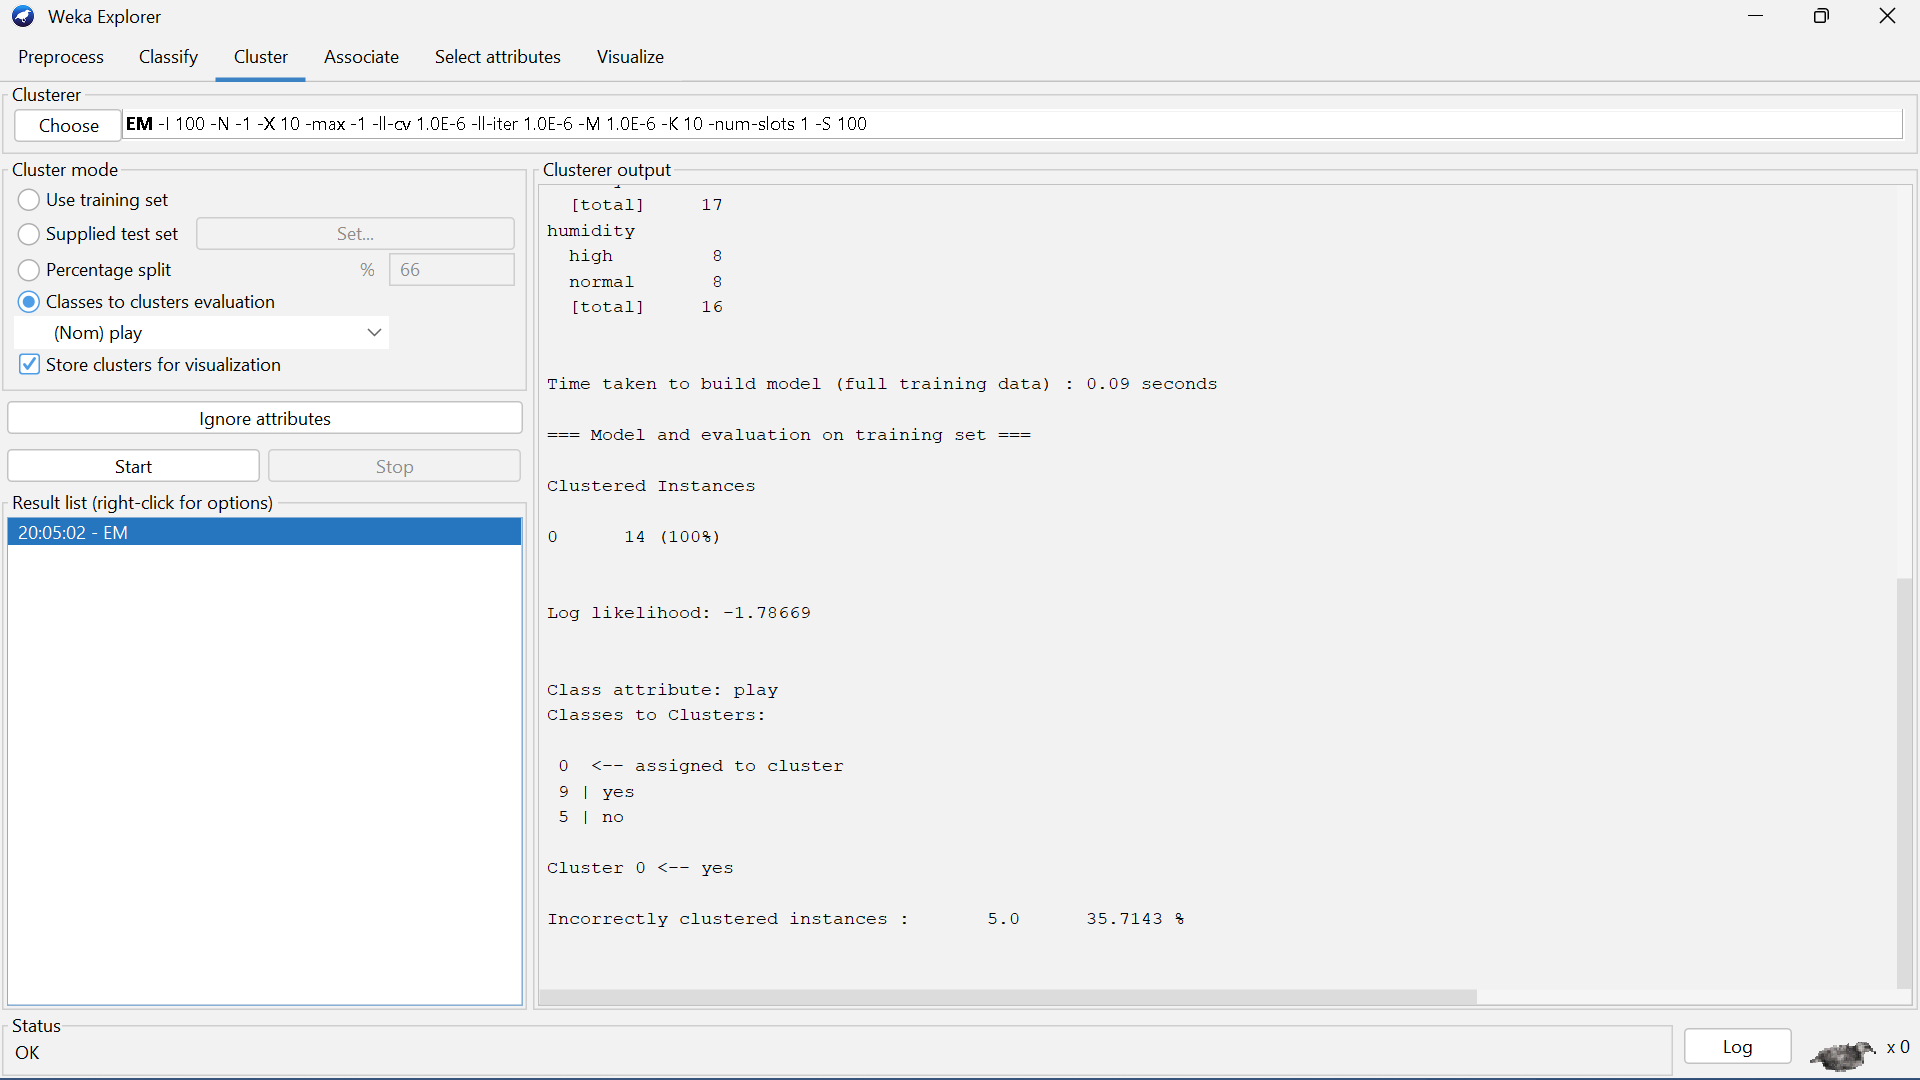 Weka Explorer
Preprocess Classify Cluster Associate Select attributes Visualize
Clusterer
Choose EM -I 100 -N -1 -X 10 -max -1 -ll-cv 1.0E-6 -ll-iter 1.0E-6 -M 1.0E-6 -K 10 -num-slots 1 -S 100
Cluster mode
Use training set
Supplied test set Set...
Percentage split % 66
Classes to clusters evaluation
(Nom) play
Store clusters for visualization
Ignore attributes
Start Stop
Result list (right-click for options)
20:05:02 - EM
Clusterer output
[total] 17
humidity
high 8
normal 8
[total] 16
Time taken to build model (full training data) : 0.09 seconds
=== Model and evaluation on training set ===
Clustered Instances
0 14 (100%)
Log likelihood: -1.78669
Class attribute: play
Classes to Clusters:
0 <-- assigned to cluster
9 | yes
5 | no
Cluster 0 <-- yes
Incorrectly clustered instances : 5.0 35.7143 %
Status
OK
Log x 0